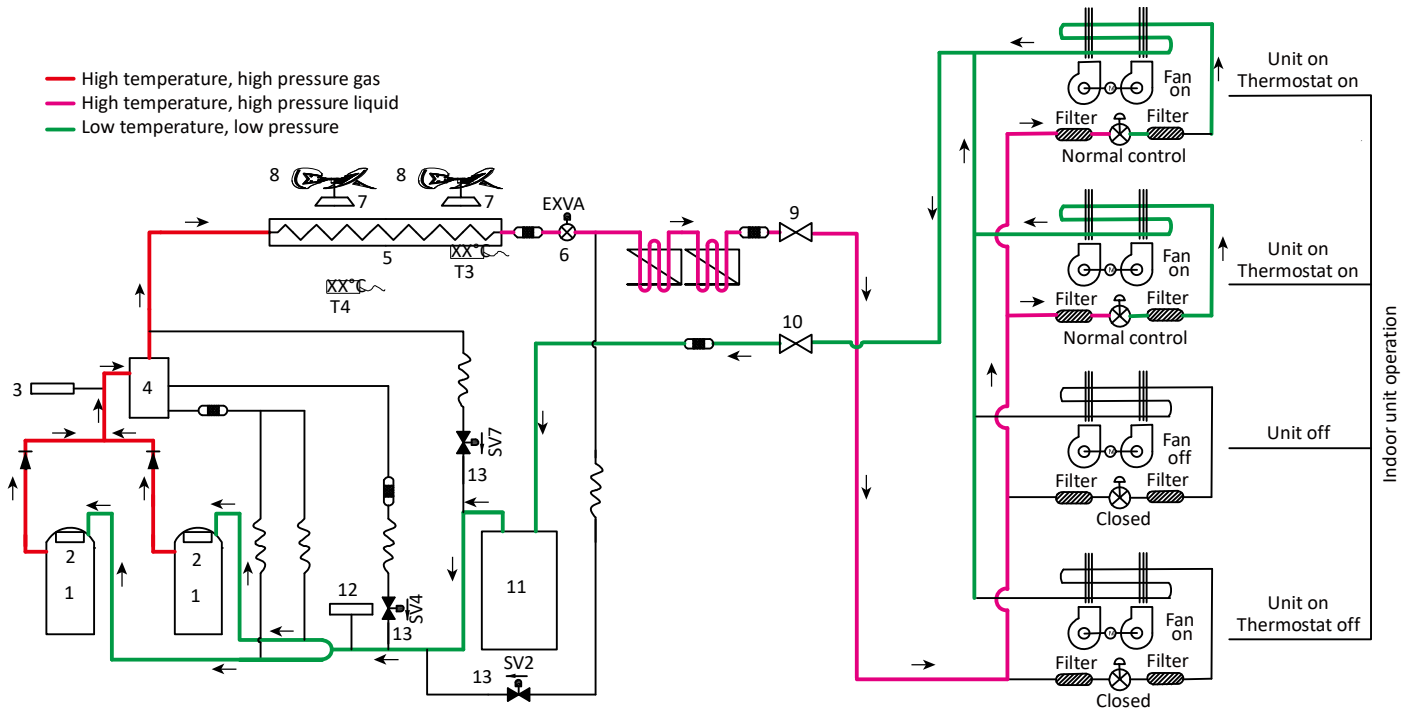 High temperature, high pressure gas
High temperature, high pressure liquid
Low temperature, low pressure
8
7
8
7
EXVA
6
5
XX°C
T3
XX°C
T4
9
10
3
4
SV7
13
2
1
2
1
12
SV4
13
11
SV2
13
Fan
on
Filter
Filter
Normal control
Unit on
Thermostat on
Fan
on
Filter
Filter
Normal control
Unit on
Thermostat on
Fan
off
Filter
Filter
Closed
Unit off
Fan
on
Filter
Filter
Closed
Unit on
Thermostat off
Indoor unit operation